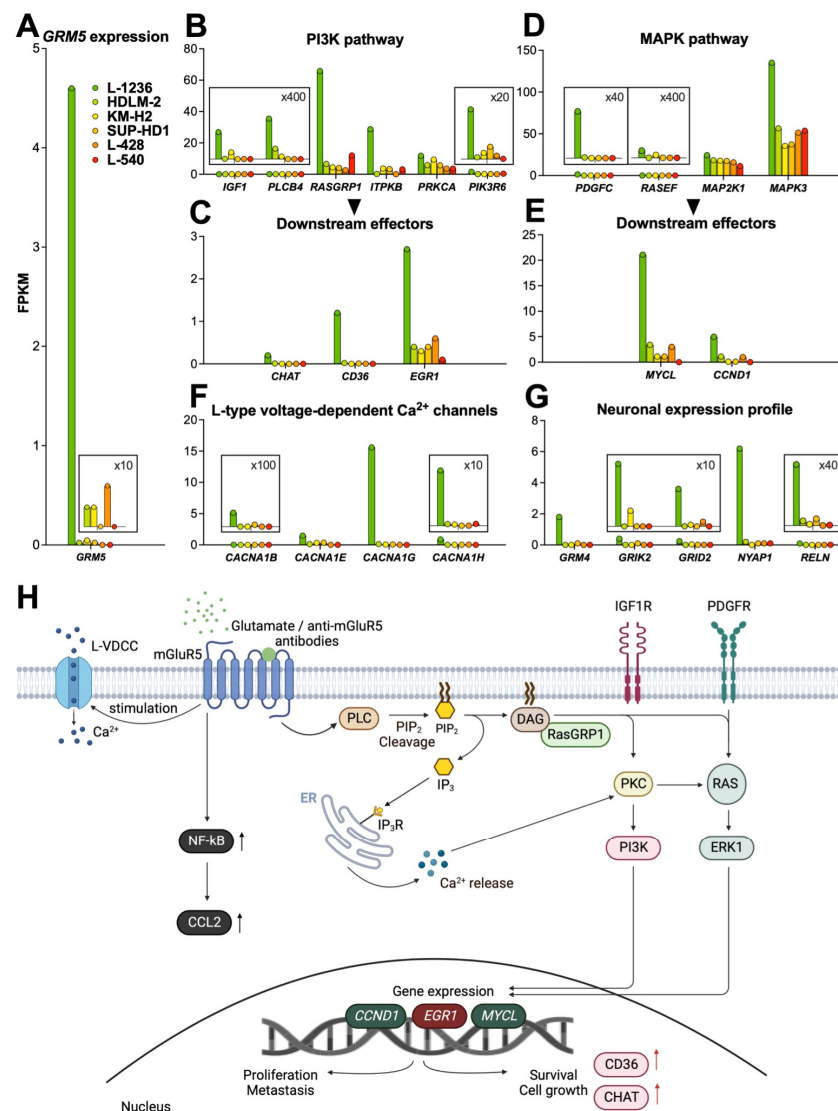 A
GRM5 expression
5
4
3
2
1
0
FPKM
L-1236
HDLM-2
KM-H2
SUP-HD1
L-428
L-540
x10
GRM5
B
PI3K pathway
80
60
40
20
0
x400
x20
IGF1 PLCB4 RASGRP1 ITPKB PRKCA PIK3R6
D
MAPK pathway
150
100
50
0
x40
x400
PDGFC RASEF MAP2K1 MAPK3
C
Downstream effectors
3
2
1
0
CHAT CD36 EGR1
E
Downstream effectors
25
20
15
10
5
0
MYCL CCND1
F
L-type voltage-dependent Ca²⁺ channels
20
15
10
5
0
x100
x10
CACNA1B CACNA1E CACNA1G CACNA1H
G
Neuronal expression profile
8
6
4
2
0
x10
x40
GRM4 GRIK2 GRID2 NYAP1 RELN
H
L-VDCC
Glutamate / anti-mGluR5
antibodies
mGluR5
IGF1R
PDGFR
stimulation
Ca²⁺
PLC
PIP₂
Cleavage
PIP₂
DAG
RasGRP1
IP₃
ER
IP₃R
Ca²⁺ release
PKC
RAS
PI3K
ERK1
NF-kB
CCL2
Gene expression
CCND1 EGR1 MYCL
Proliferation
Metastasis
Survival
Cell growth
CD36
CHAT
Nucleus